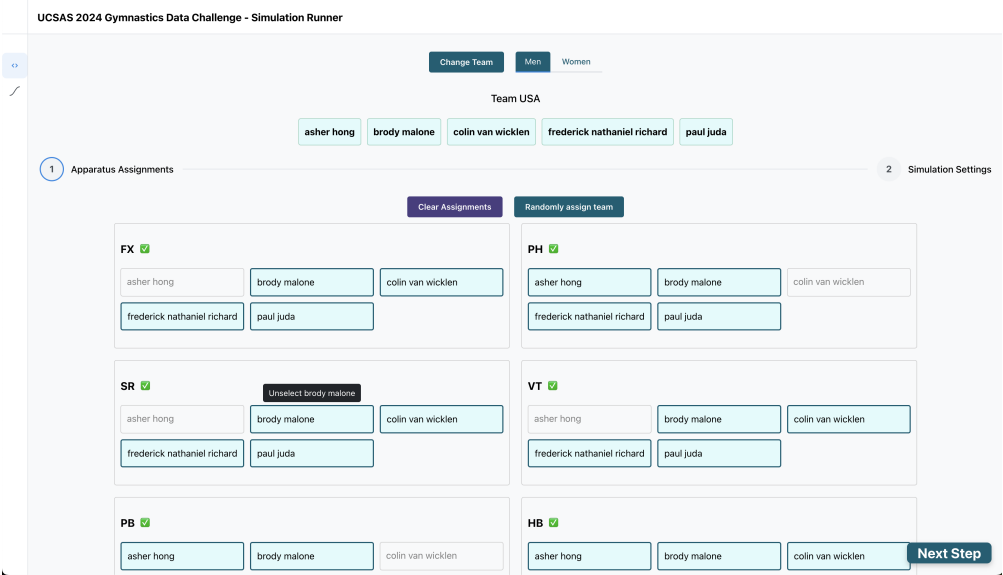 UCSAS 2024 Gymnastics Data Challenge - Simulation Runner
Change Team Men Women
Team USA
asher hong brody malone colin van wicklen frederick nathaniel richard paul juda
1 Apparatus Assignments 2 Simulation Settings
Clear Assignments Randomly assign team
FX
asher hong brody malone colin van wicklen
frederick nathaniel richard paul juda
PH
asher hong brody malone colin van wicklen
frederick nathaniel richard paul juda
SR
Unselect brody malone
asher hong brody malone colin van wicklen
frederick nathaniel richard paul juda
VT
asher hong brody malone colin van wicklen
frederick nathaniel richard paul juda
PB
asher hong brody malone colin van wicklen
HB
asher hong brody malone colin van wicklen
Next Step